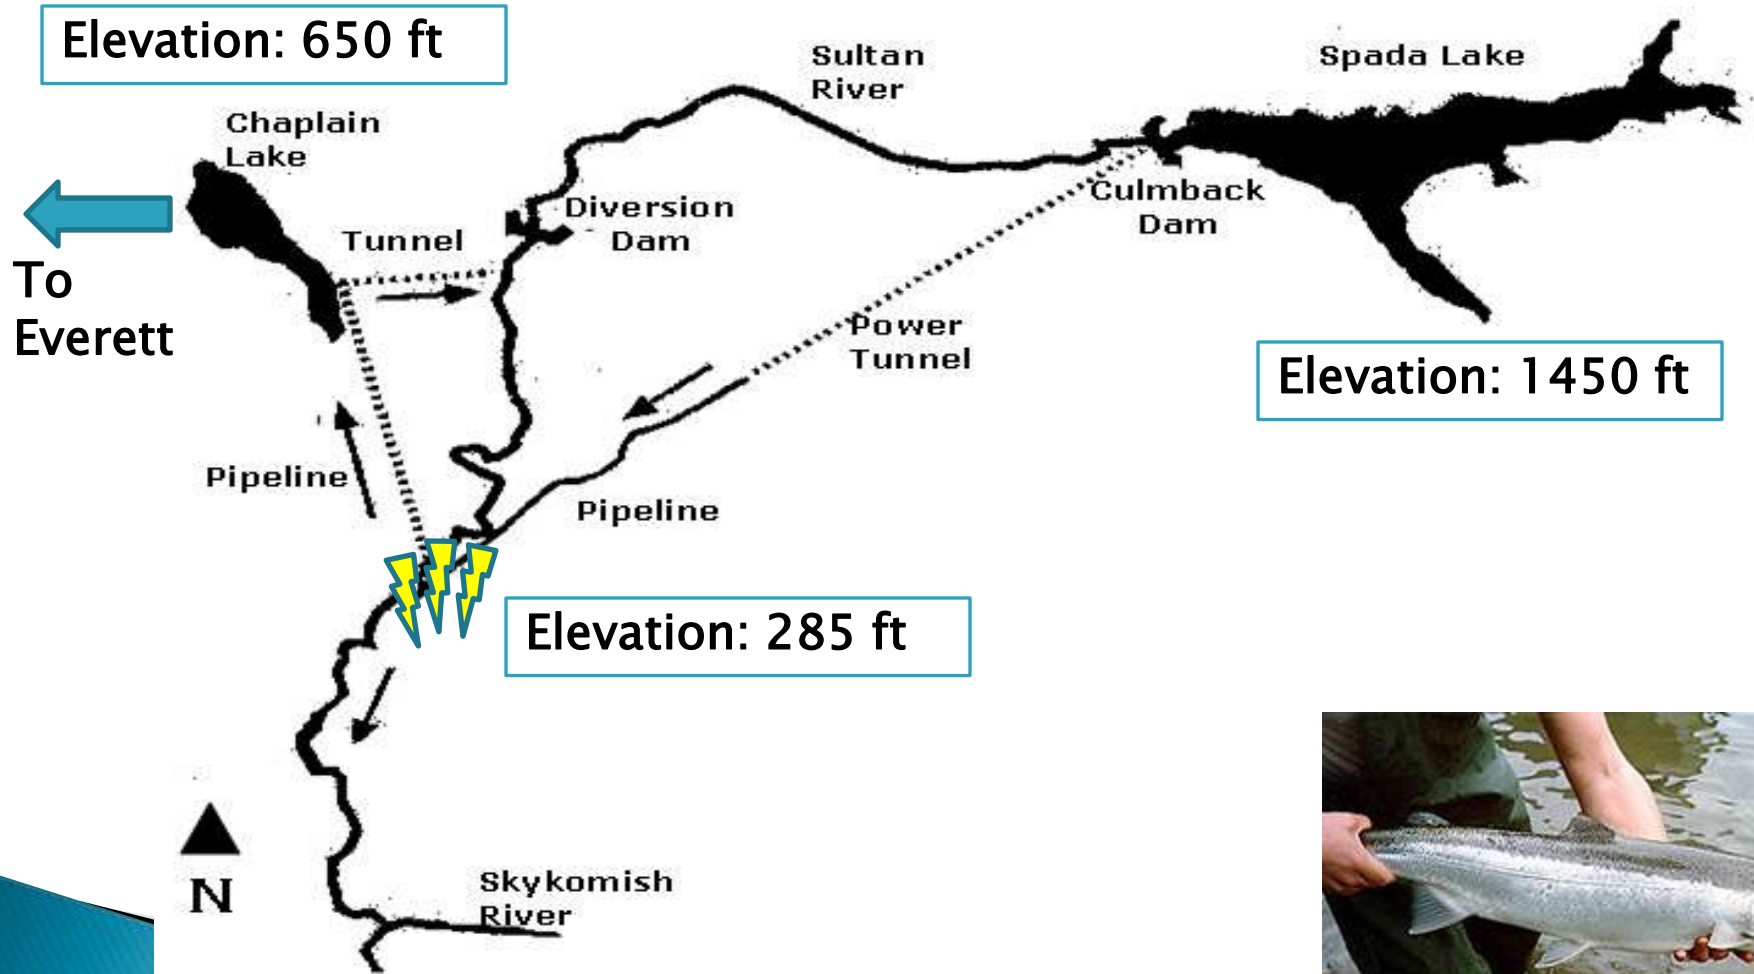 Elevation: 650 ft
Sultan
River
Spada Lake
Chaplain
Lake
Diversion
Dam
Culmback
Dam
Tunnel
To
Everett
Power
Tunnel
Elevation: 1450 ft
Pipeline
Pipeline
Elevation: 285 ft
N
Skykomish
River